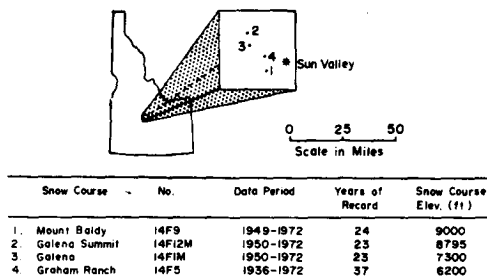 2
3
4
1
Sun Valley
0 25 50
Scale in Miles
Snow Course No. Data Period Years of Record Snow Course Elev. (ft)
1. Mount Baldy 14F9 1949-1972 24 9000
2. Galena Summit 14F12M 1950-1972 23 8795
3. Galena 14F1M 1950-1972 23 7300
4. Graham Ranch 14F5 1936-1972 37 6200